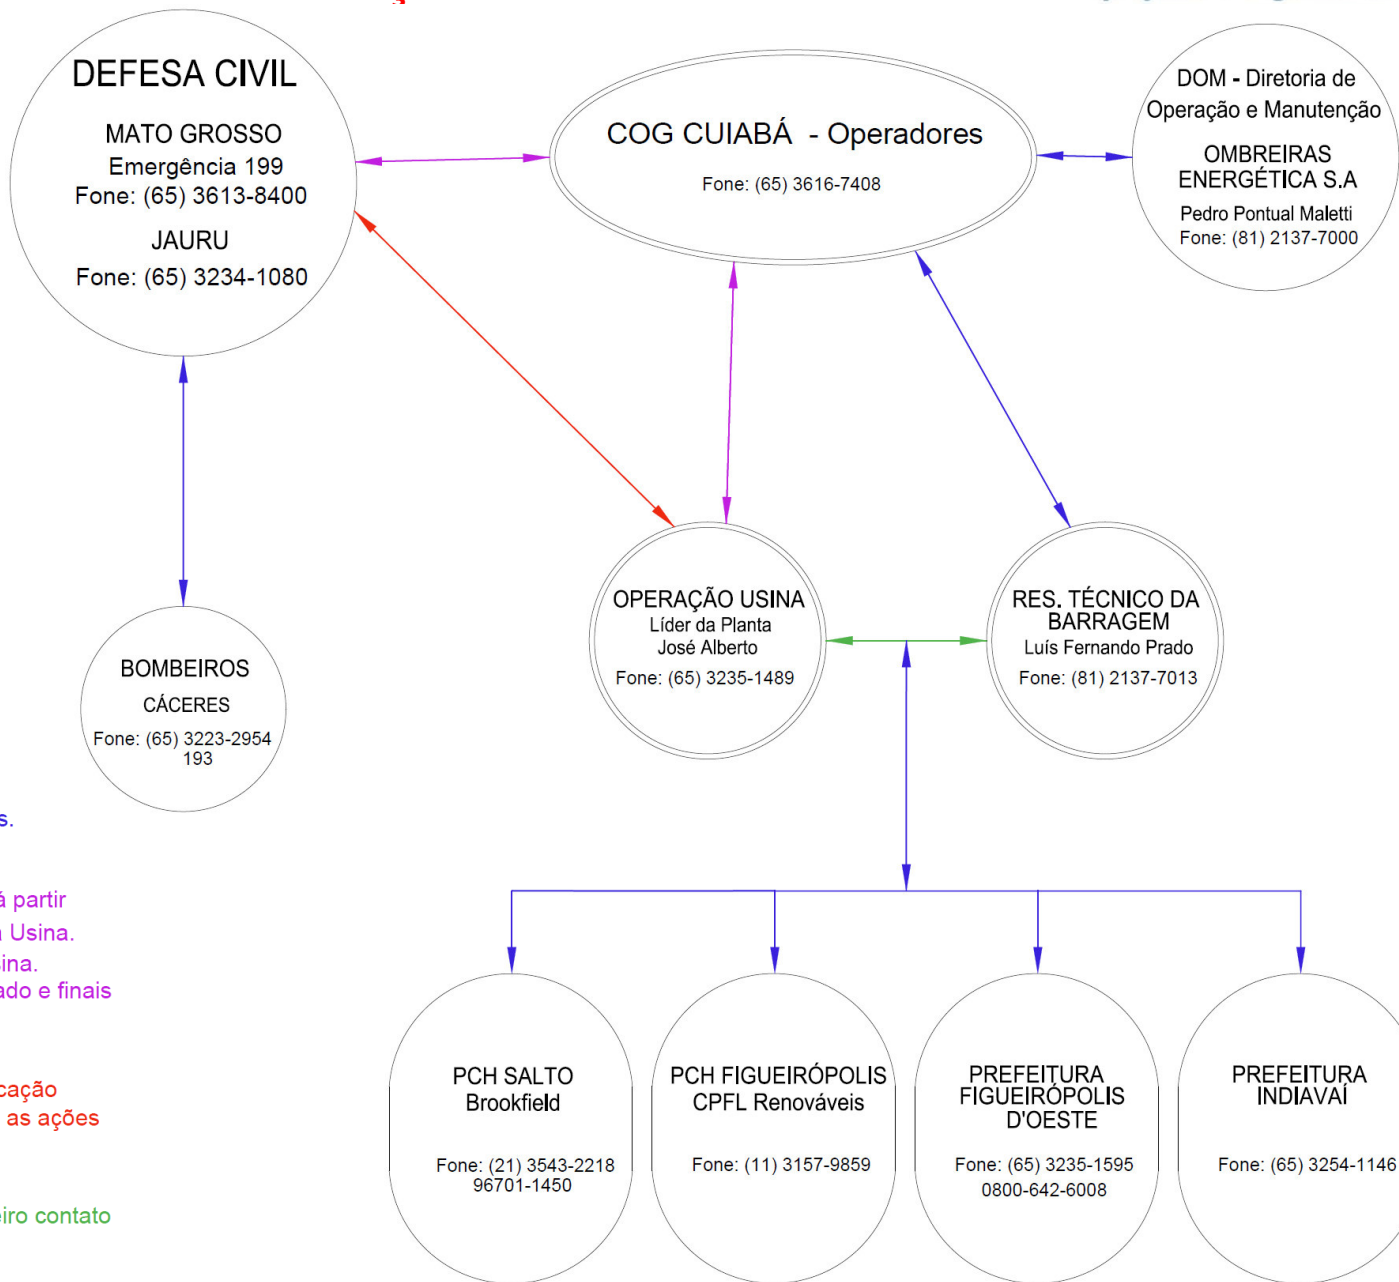 DEFESA CIVIL
MATO GROSSO
Emergência 199
Fone: (65) 3613-8400
JAURU
Fone: (65) 3234-1080
COG CUIABÁ - Operadores
Fone: (65) 3616-7408
DOM - Diretoria de
Operação e Manutenção
OMBREIRAS
ENERGÉTICA S.A
Pedro Pontual Maletti
Fone: (81) 2137-7000
OPERAÇÃO USINA
Líder da Planta
José Alberto
Fone: (65) 3235-1489
RES. TÉCNICO DA
BARRAGEM
Luís Fernando Prado
Fone: (81) 2137-7013
BOMBEIROS
CÁCERES
Fone: (65) 3223-2954
193
s.
á partir
Usina.
ina.
ado e finais
cação
as ações
iro contato
PCH SALTO
Brookfield
Fone: (21) 3543-2218
96701-1450
PCH FIGUEIRÓPOLIS
CPFL Renováveis
Fone: (11) 3157-9859
PREFEITURA
FIGUEIRÓPOLIS
D'OESTE
Fone: (65) 3235-1595
0800-642-6008
PREFEITURA
INDIAVAÍ
Fone: (65) 3254-1146